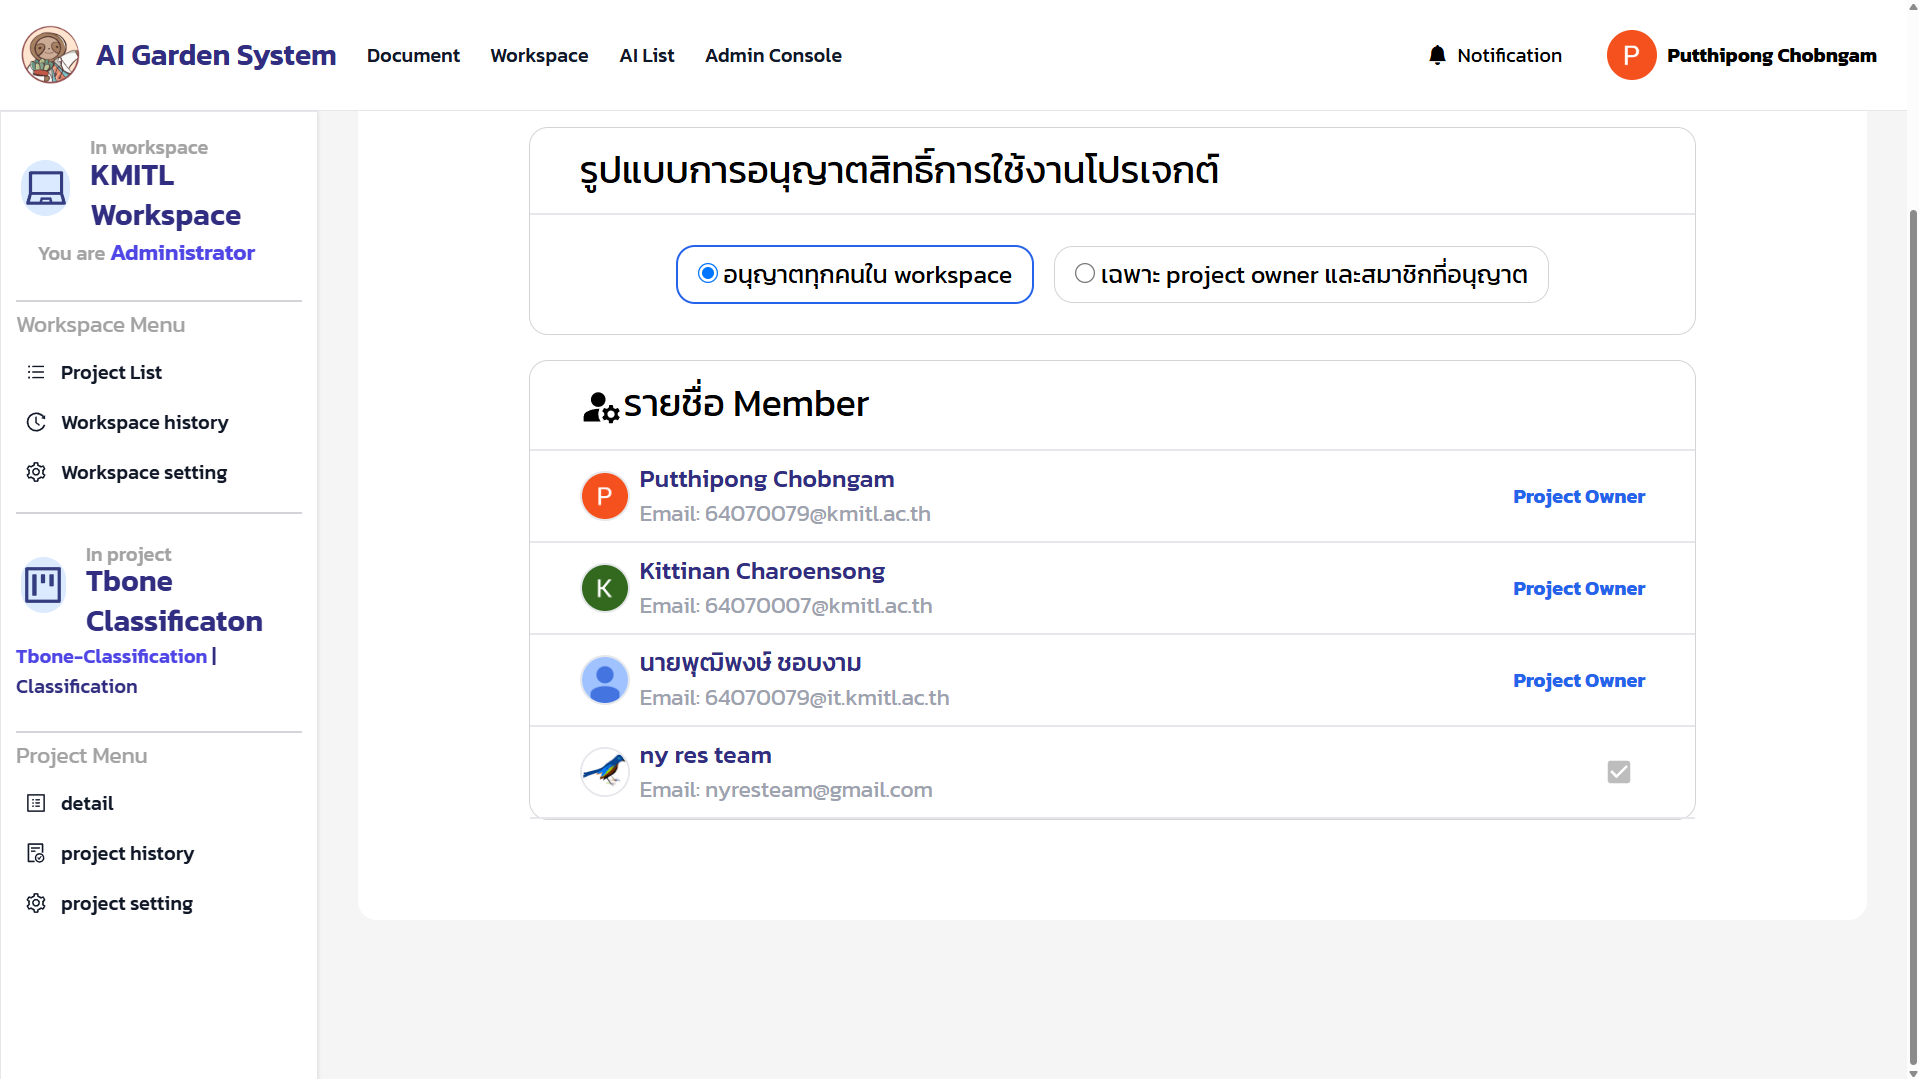 AI Garden System
Document
Workspace
AI List
Admin Console
Notification
P
Putthipong Chobngam
In workspace
KMITL
Workspace
You are Administrator
Workspace Menu
Project List
Workspace history
Workspace setting
In project
Tbone
Classificaton
Tbone-Classification |
Classification
Project Menu
detail
project history
project setting
รูปแบบการอนุญาตสิทธิ์การใช้งานโปรเจกต์
อนุญาตทุกคนใน workspace
เฉพาะ project owner และสมาชิกที่อนุญาต
รายชื่อ Member
P
Putthipong Chobngam
Email: 64070079@kmitl.ac.th
Project Owner
K
Kittinan Charoensong
Email: 64070007@kmitl.ac.th
Project Owner
นายพุฒิพงษ์ ชอบงาม
Email: 64070079@it.kmitl.ac.th
Project Owner
ny res team
Email: nyresteam@gmail.com